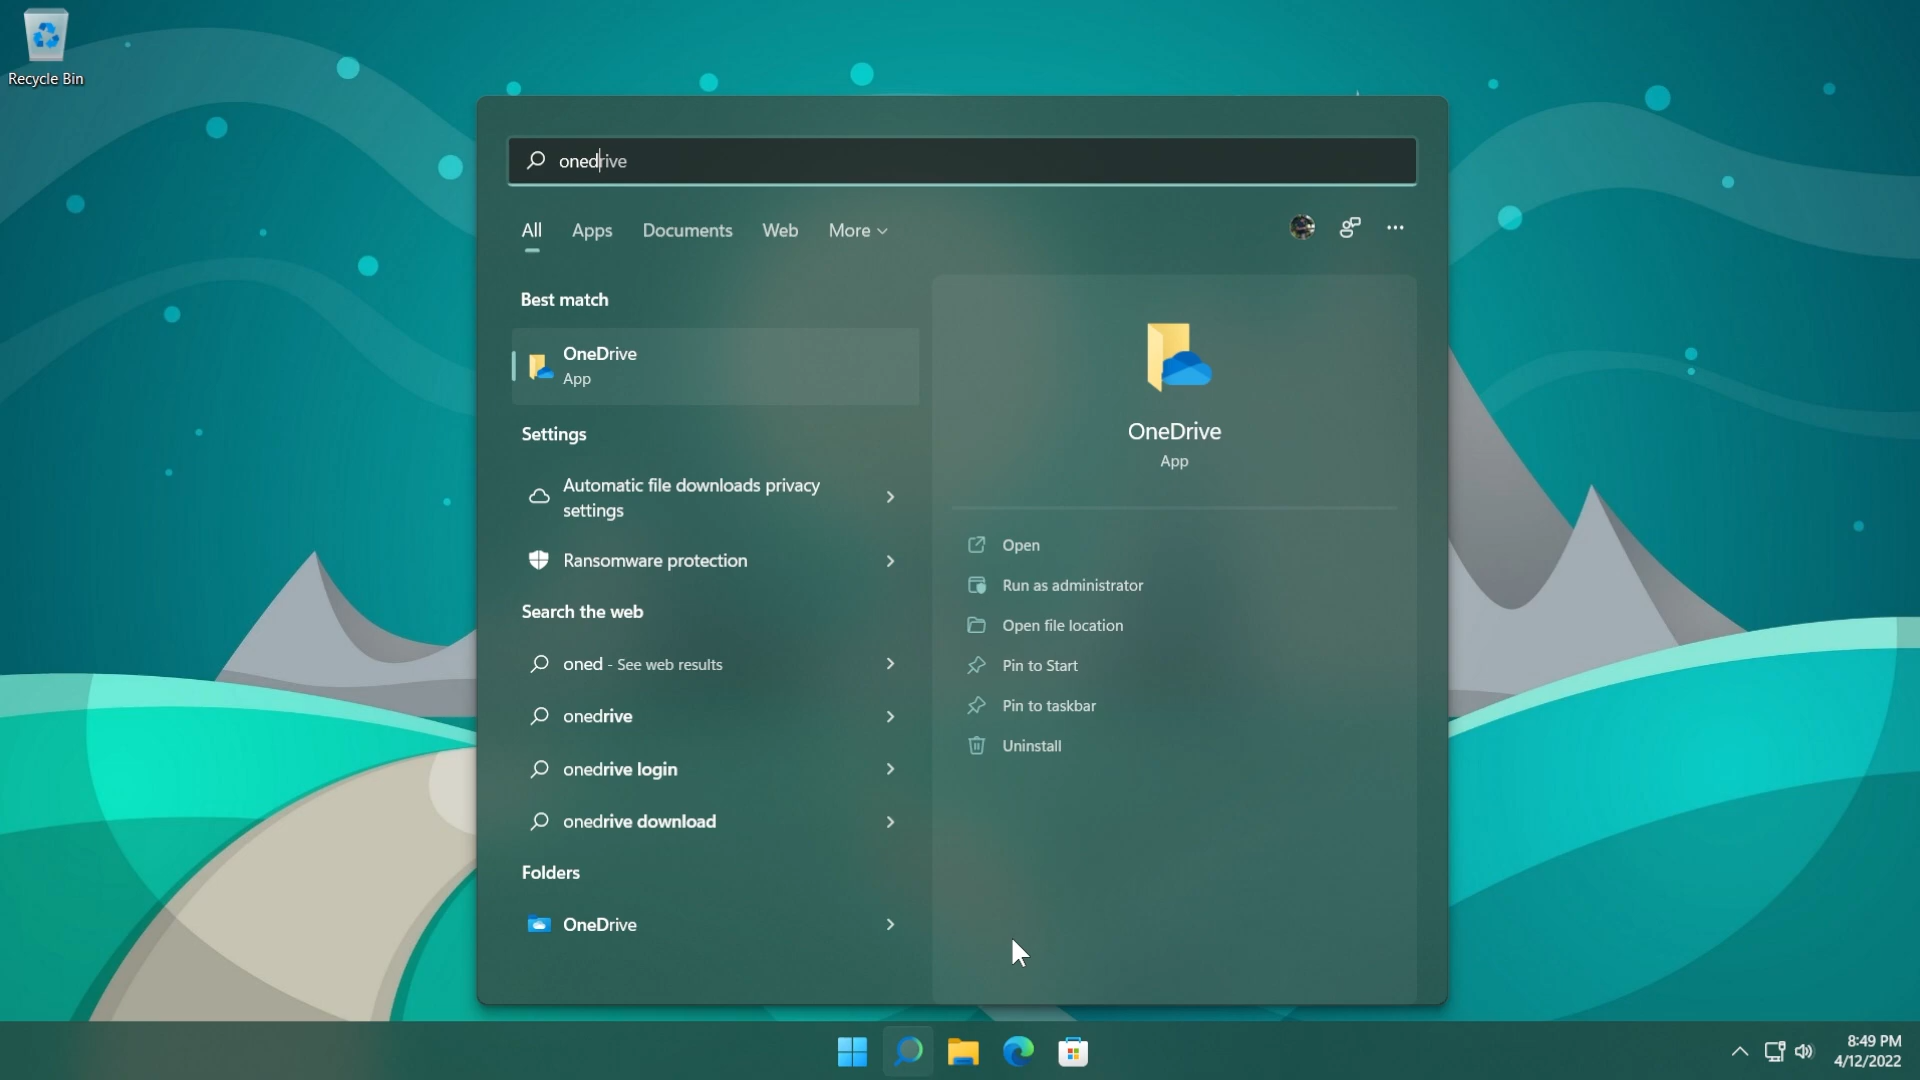 Recycle Bin
onedrive
All Apps Documents Web More
Best match
OneDrive
App
Settings
Automatic file downloads privacy
settings
Ransomware protection
Search the web
oned - See web results
onedrive
onedrive login
onedrive download
Folders
OneDrive
OneDrive
App
Open
Run as administrator
Open file location
Pin to Start
Pin to taskbar
Uninstall
8:49 PM
4/12/2022